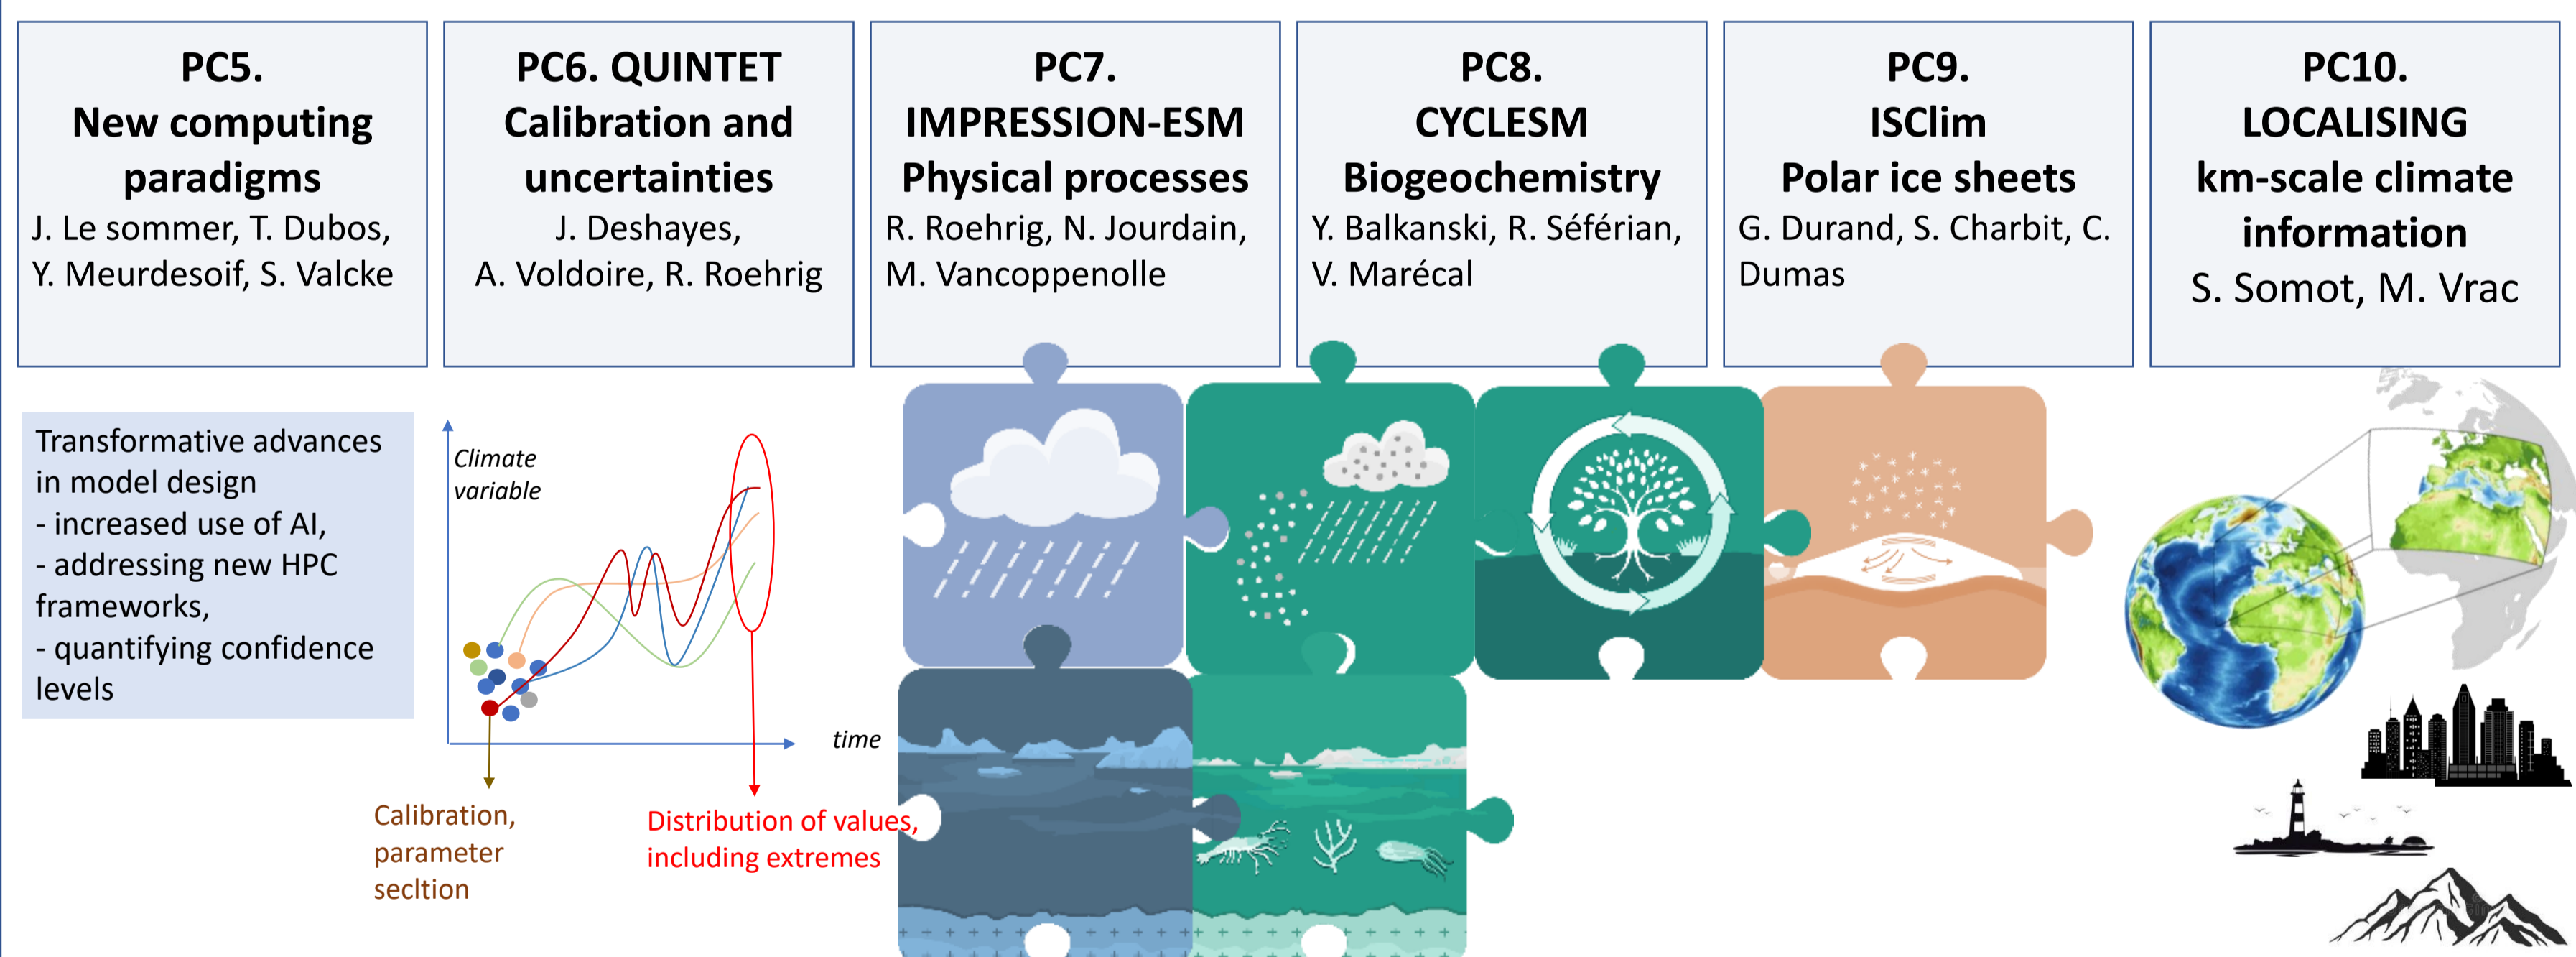 PC5.
New computing
paradigms
J. Le sommer, T. Dubos,
Y. Meurdesoif, S. Valcke
PC6. QUINTET
Calibration and
uncertainties
J. Deshayes,
A. Voldoire, R. Roehrig
PC7.
IMPRESSION-ESM
Physical processes
R. Roehrig, N. Jourdain,
M. Vancoppenolle
PC8.
CYCLESM
Biogeochemistry
Y. Balkanski, R. Séférian,
V. Marécal
PC9.
ISClim
Polar ice sheets
G. Durand, S. Charbit, C.
Dumas
PC10.
LOCALISING
km-scale climate
information
S. Somot, M. Vrac
Transformative advances
in model design
- increased use of AI,
- addressing new HPC
frameworks,
- quantifying confidence
levels
Climate
variable
time
Calibration,
parameter
secltion
Distribution of values,
including extremes